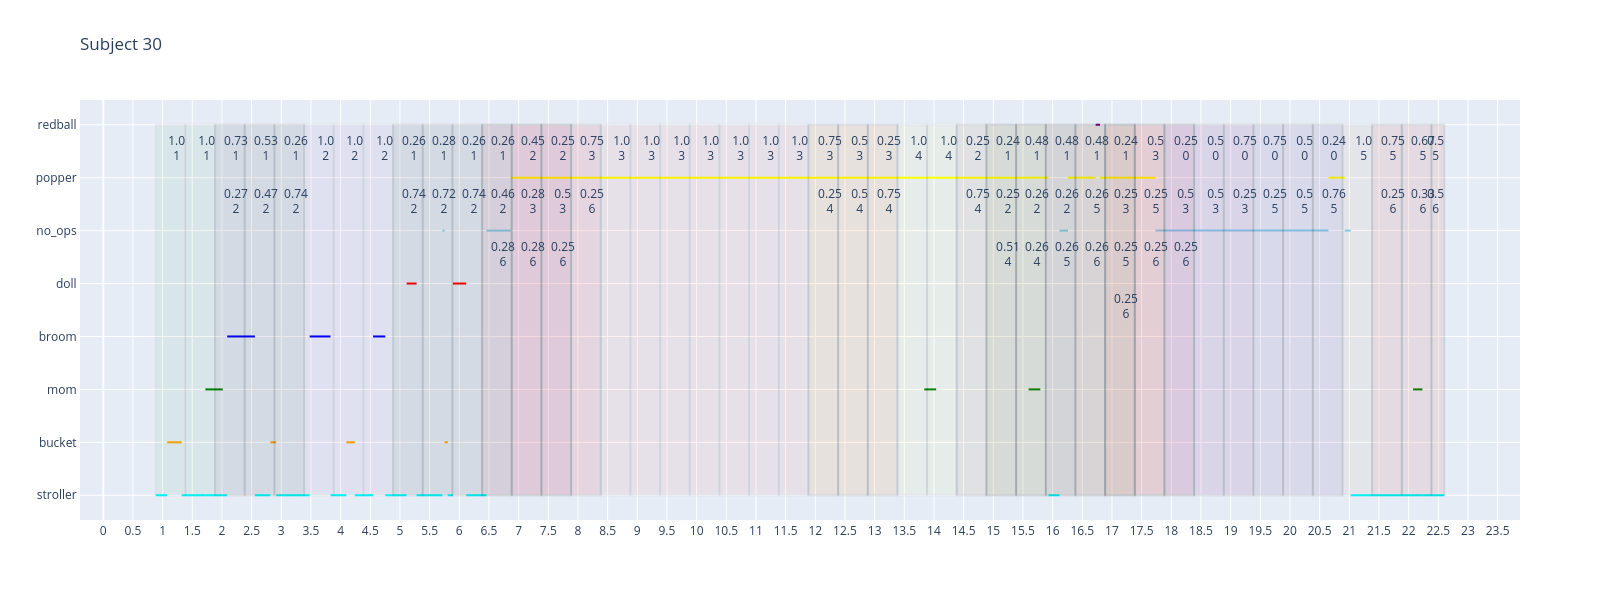 Subject 30
redball
1.0 1.0 0.73 0.53 0.26 1.0 1.0 1.0 0.26 0.28 0.26 0.26 0.45 0.25 0.75 1.0 1.0 1.0 1.0 1.0 1.0 1.0 0.75 0.5 0.25 1.0 1.0 0.25 0.24 0.48 0.48 0.48 0.24 0.5 0.25 0.5 0.75 0.75 0.5 0.24 1.0 0.75 0.67 0.5
1 1 1 1 1 2 2 2 1 1 1 1 2 2 3 3 3 3 3 3 3 3 3 3 3 4 4 2 1 1 1 1 1 3 0 0 0 0 0 0 5 5 5 5
popper
0.27 0.47 0.74 0.74 0.72 0.74 0.46 0.28 0.5 0.25 0.25 0.5 0.75 0.75 0.25 0.26 0.26 0.26 0.25 0.25 0.5 0.5 0.25 0.25 0.5 0.76 0.25 0.33 0.5
2 2 2 2 2 2 2 3 3 6 4 4 4 4 2 2 2 5 3 5 3 3 3 5 5 5 6 6 6
no_ops
0.28 0.28 0.25 0.51 0.26 0.26 0.26 0.25 0.25 0.25
6 6 6 4 4 5 6 5 6 6
doll
0.25
6
broom
mom
bucket
stroller
0 0.5 1 1.5 2 2.5 3 3.5 4 4.5 5 5.5 6 6.5 7 7.5 8 8.5 9 9.5 10 10.5 11 11.5 12 12.5 13 13.5 14 14.5 15 15.5 16 16.5 17 17.5 18 18.5 19 19.5 20 20.5 21 21.5 22 22.5 23 23.5